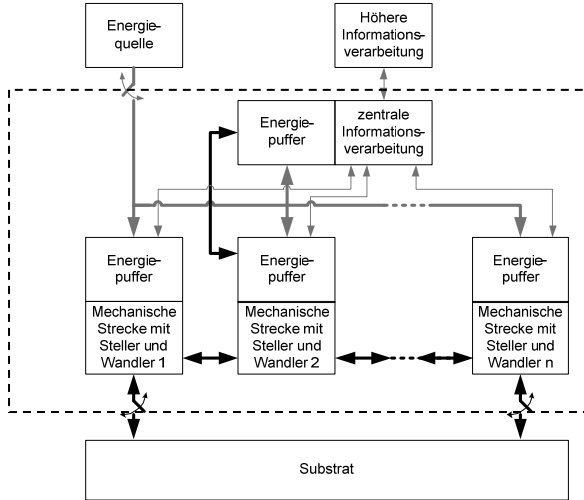 Energie-
quelle
Höhere
Informations-
verarbeitung
Energie-
puffer
zentrale
Informations-
verarbeitung
Energie-
puffer
Mechanische
Strecke mit
Steller und
Wandler 1
Energie-
puffer
Mechanische
Strecke mit
Steller und
Wandler 2
Energie-
puffer
Mechanische
Strecke mit
Steller und
Wandler n
Substrat